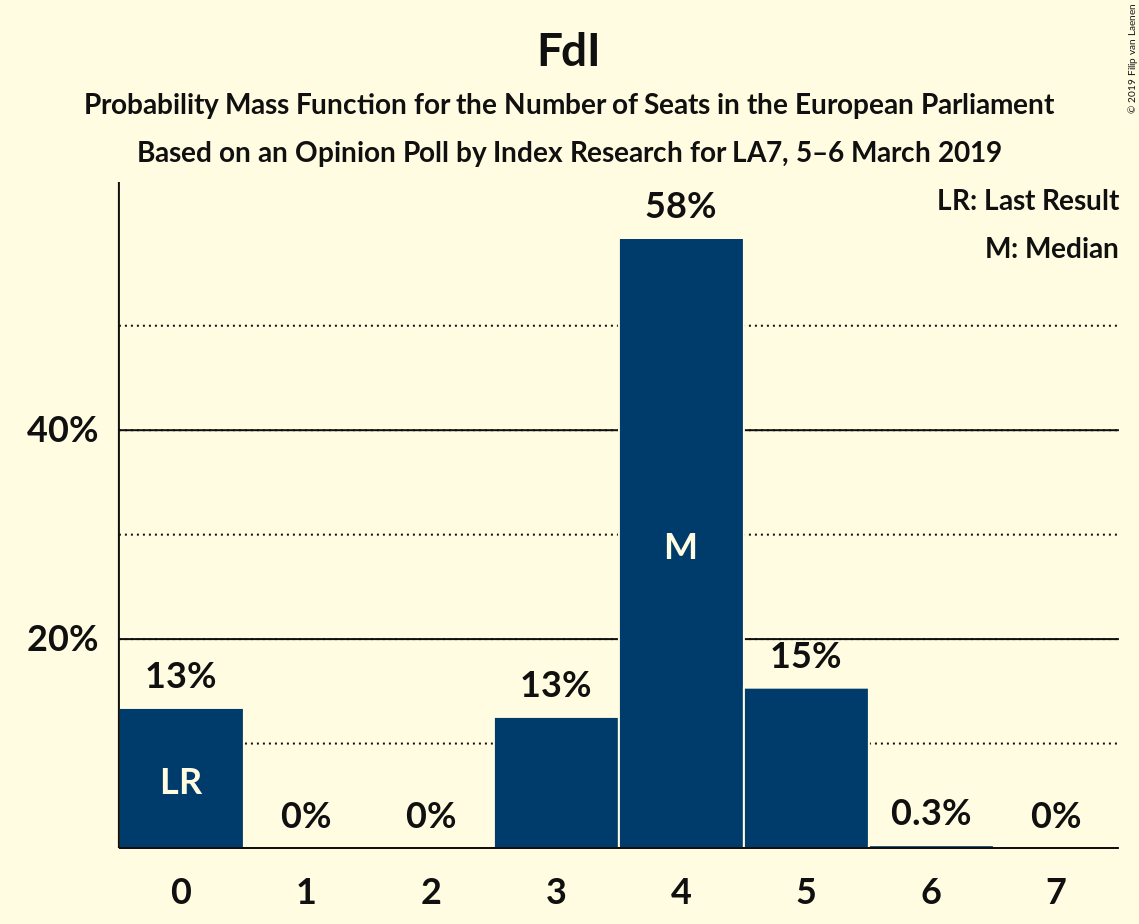 FdI
Probability Mass Function for the Number of Seats in the European Parliament
Based on an Opinion Poll by Index Research for LA7, 5–6 March 2019
© 2019 Filip van Laenen
LR: Last Result
M: Median
58%
40%
M
20%
15%
13%
13%
LR
0%
0%
0.3%
0%
0 1 2 3 4 5 6 7